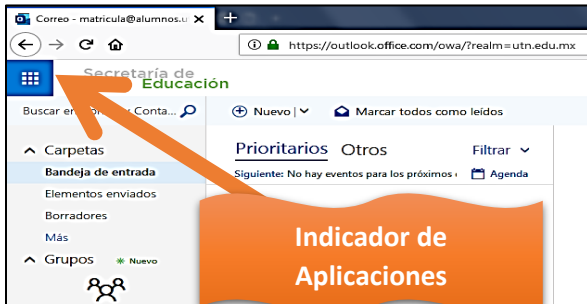 Correo - matricula@alumnos.u
https://outlook.office.com/owa/?realm=utn.edu.mx
Secretaría de
Educación
Buscar en Conta...
Nuevo
Marcar todos como leídos
Carpetas
Prioritarios Otros Filtrar
Bandeja de entrada
Siguiente: No hay eventos para los próximos
Agenda
Elementos enviados
Borradores
Más
Grupos Nuevo
Indicador de
Aplicaciones